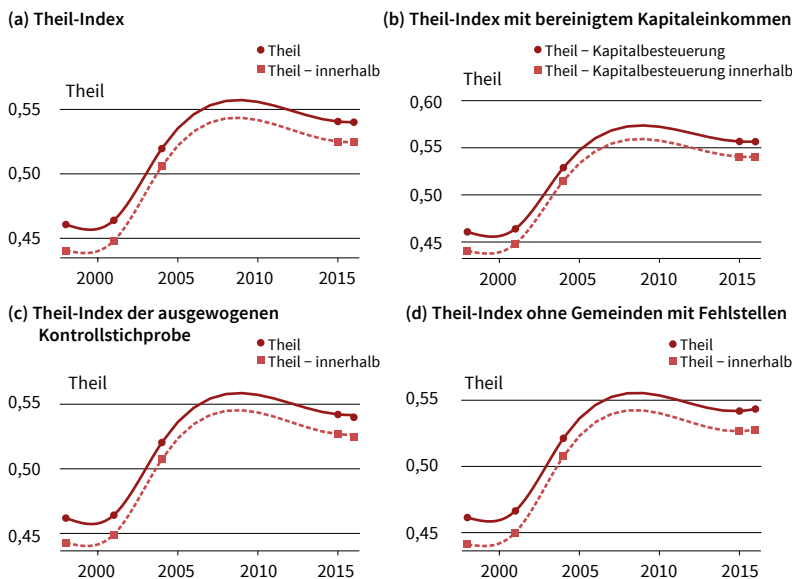 (a) Theil-Index
Theil
Theil – innerhalb
Theil
0,55
0,50
0,45
2000 2005 2010 2015
(b) Theil-Index mit bereinigtem Kapitaleinkommen
Theil – Kapitalbesteuerung
Theil – Kapitalbesteuerung innerhalb
Theil
0,60
0,55
0,50
0,45
2000 2005 2010 2015
(c) Theil-Index der ausgewogenen
Kontrollstichprobe
Theil
Theil – innerhalb
Theil
0,55
0,50
0,45
2000 2005 2010 2015
(d) Theil-Index ohne Gemeinden mit Fehlstellen
Theil
Theil – innerhalb
Theil
0,55
0,50
0,45
2000 2005 2010 2015